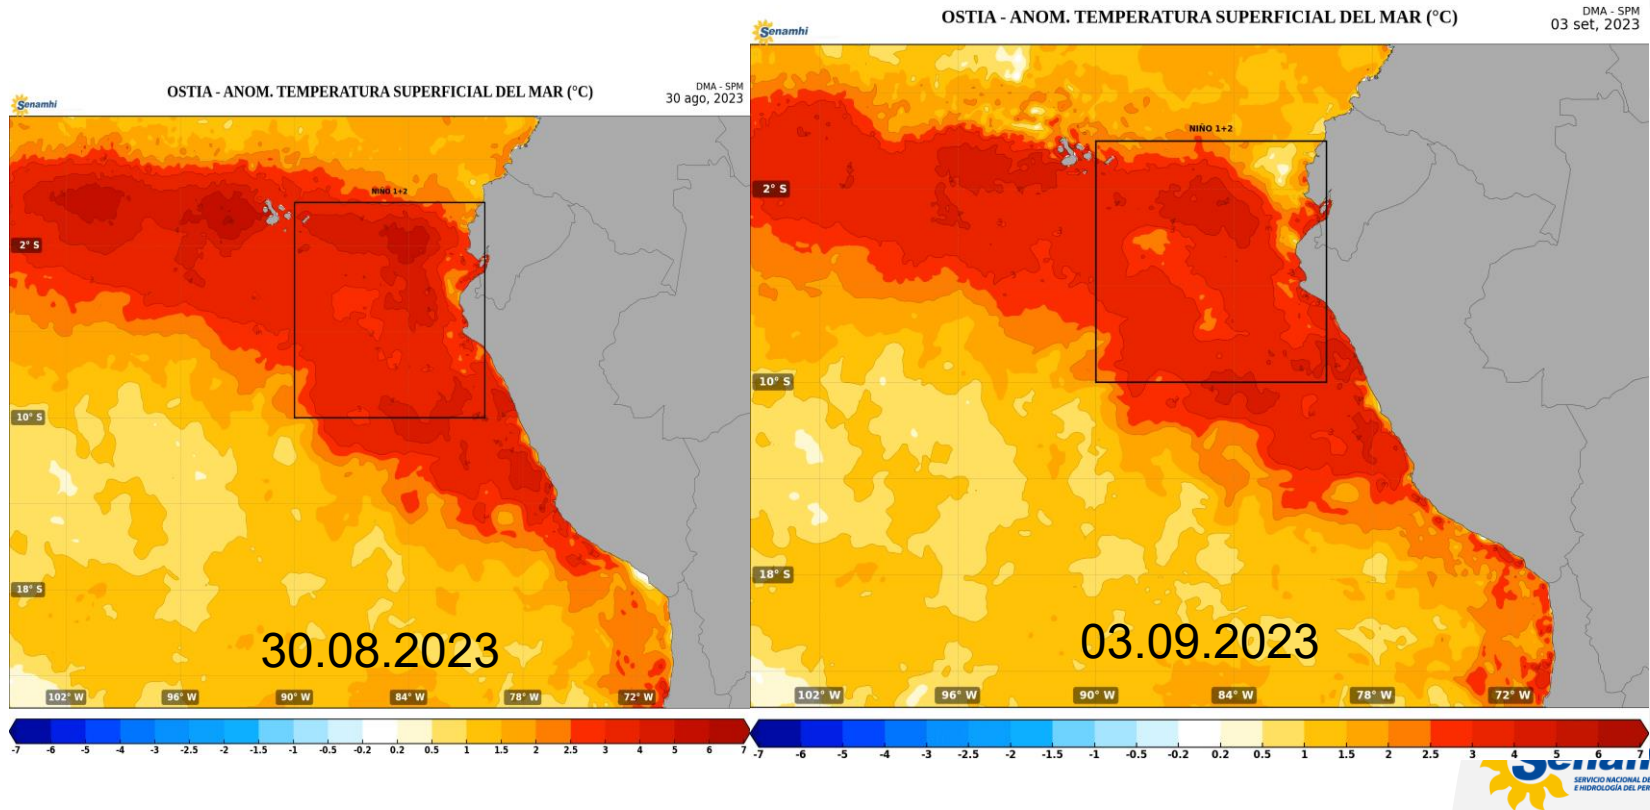 Senamhi
OSTIA - ANOM. TEMPERATURA SUPERFICIAL DEL MAR (°C)
DMA - SPM
30 ago, 2023
NIÑO 1+2
2° S
10° S
18° S
30.08.2023
102° W 96° W 90° W 84° W 78° W 72° W
-7 -6 -5 -4 -3 -2.5 -2 -1.5 -1 -0.5 -0.2 0.2 0.5 1 1.5 2 2.5 3 4 5 6 7
Senamhi
OSTIA - ANOM. TEMPERATURA SUPERFICIAL DEL MAR (°C)
DMA - SPM
03 set, 2023
NIÑO 1+2
2° S
10° S
18° S
03.09.2023
102° W 96° W 90° W 84° W 78° W 72° W
-7 -6 -5 -4 -3 -2.5 -2 -1.5 -1 -0.5 -0.2 0.2 0.5 1 1.5 2 2.5 3 4 5 6 7
SERVICIO NACIONAL DE
E HIDROLOGÍA DEL PER